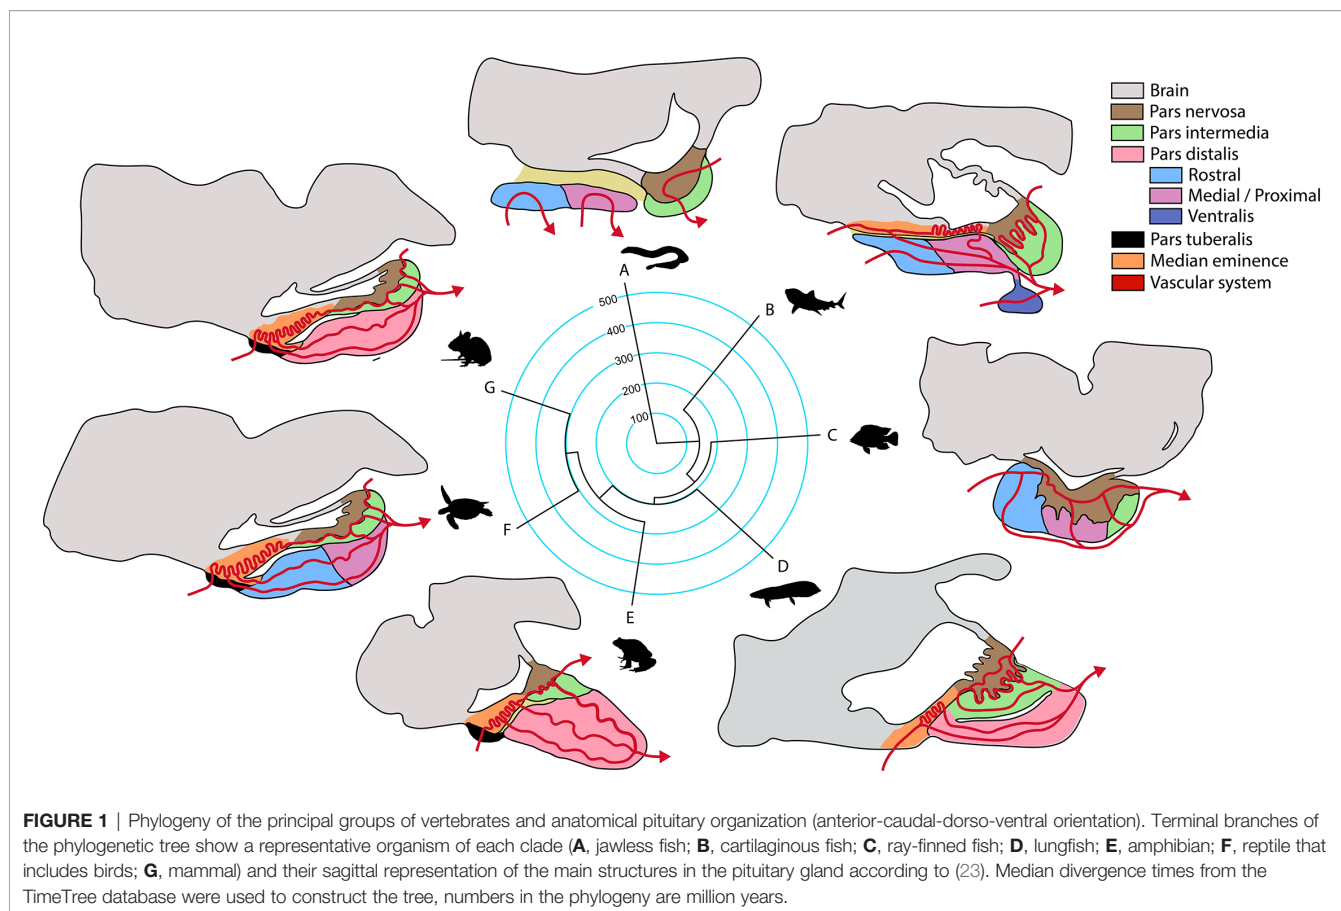 Brain
Pars nervosa
Pars intermedia
Pars distalis
Rostral
Medial / Proximal
Ventralis
Pars tuberalis
Median eminence
Vascular system
A
B
C
D
E
F
G
500
400
300
200
100
FIGURE 1 | Phylogeny of the principal groups of vertebrates and anatomical pituitary organization (anterior-caudal-dorso-ventral orientation). Terminal branches of
the phylogenetic tree show a representative organism of each clade (A, jawless fish; B, cartilaginous fish; C, ray-finned fish; D, lungfish; E, amphibian; F, reptile that
includes birds; G, mammal) and their sagittal representation of the main structures in the pituitary gland according to (23). Median divergence times from the
TimeTree database were used to construct the tree, numbers in the phylogeny are million years.